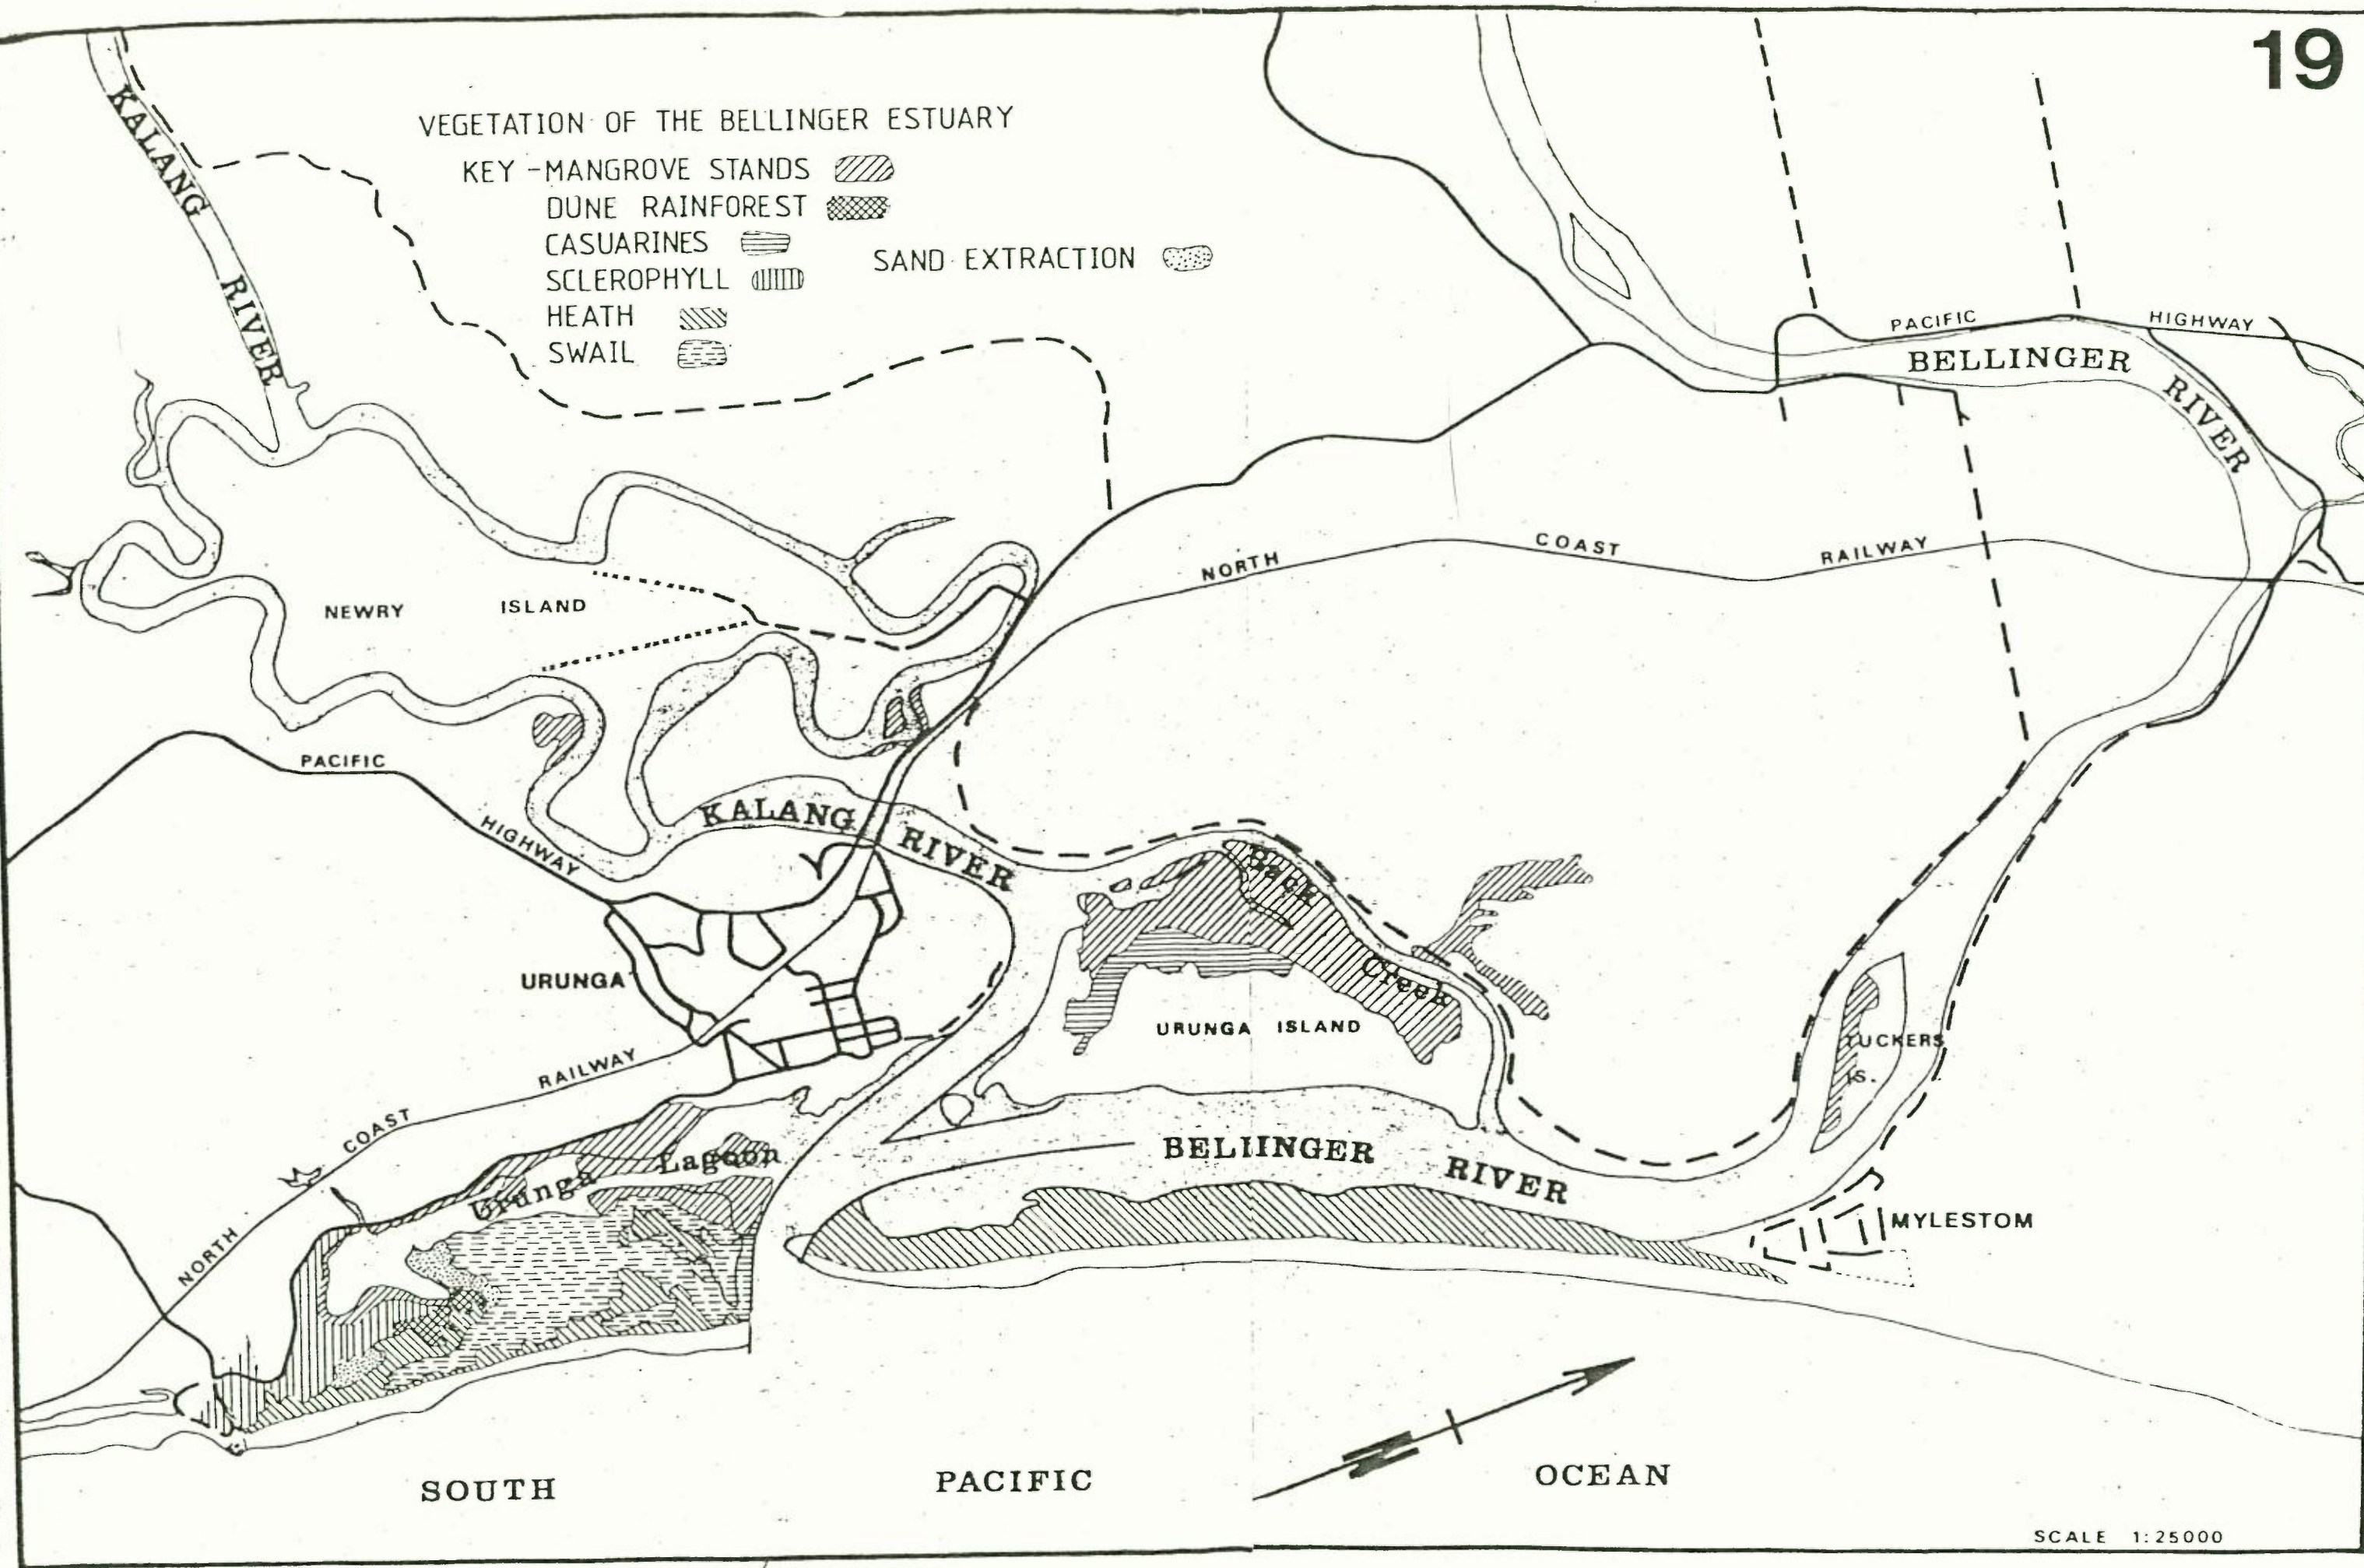 19
VEGETATION OF THE BELLINGER ESTUARY
KEY - MANGROVE STANDS
DUNE RAINFOREST
CASUARINES
SCLEROPHYLL
HEATH
SWAIL
SAND EXTRACTION
KALANG
RIVER
PACIFIC
HIGHWAY
BELLINGER
RIVER
NORTH
COAST
RAILWAY
NEWRY
ISLAND
PACIFIC
HIGHWAY
KALANG
RIVER
Back
Creek
URUNGA
URUNGA ISLAND
TUCKERS
IS.
NORTH
COAST
RAILWAY
Urunga
Lagoon
BELIINGER
RIVER
MYLESTOM
N
SOUTH
PACIFIC
OCEAN
SCALE 1:25000